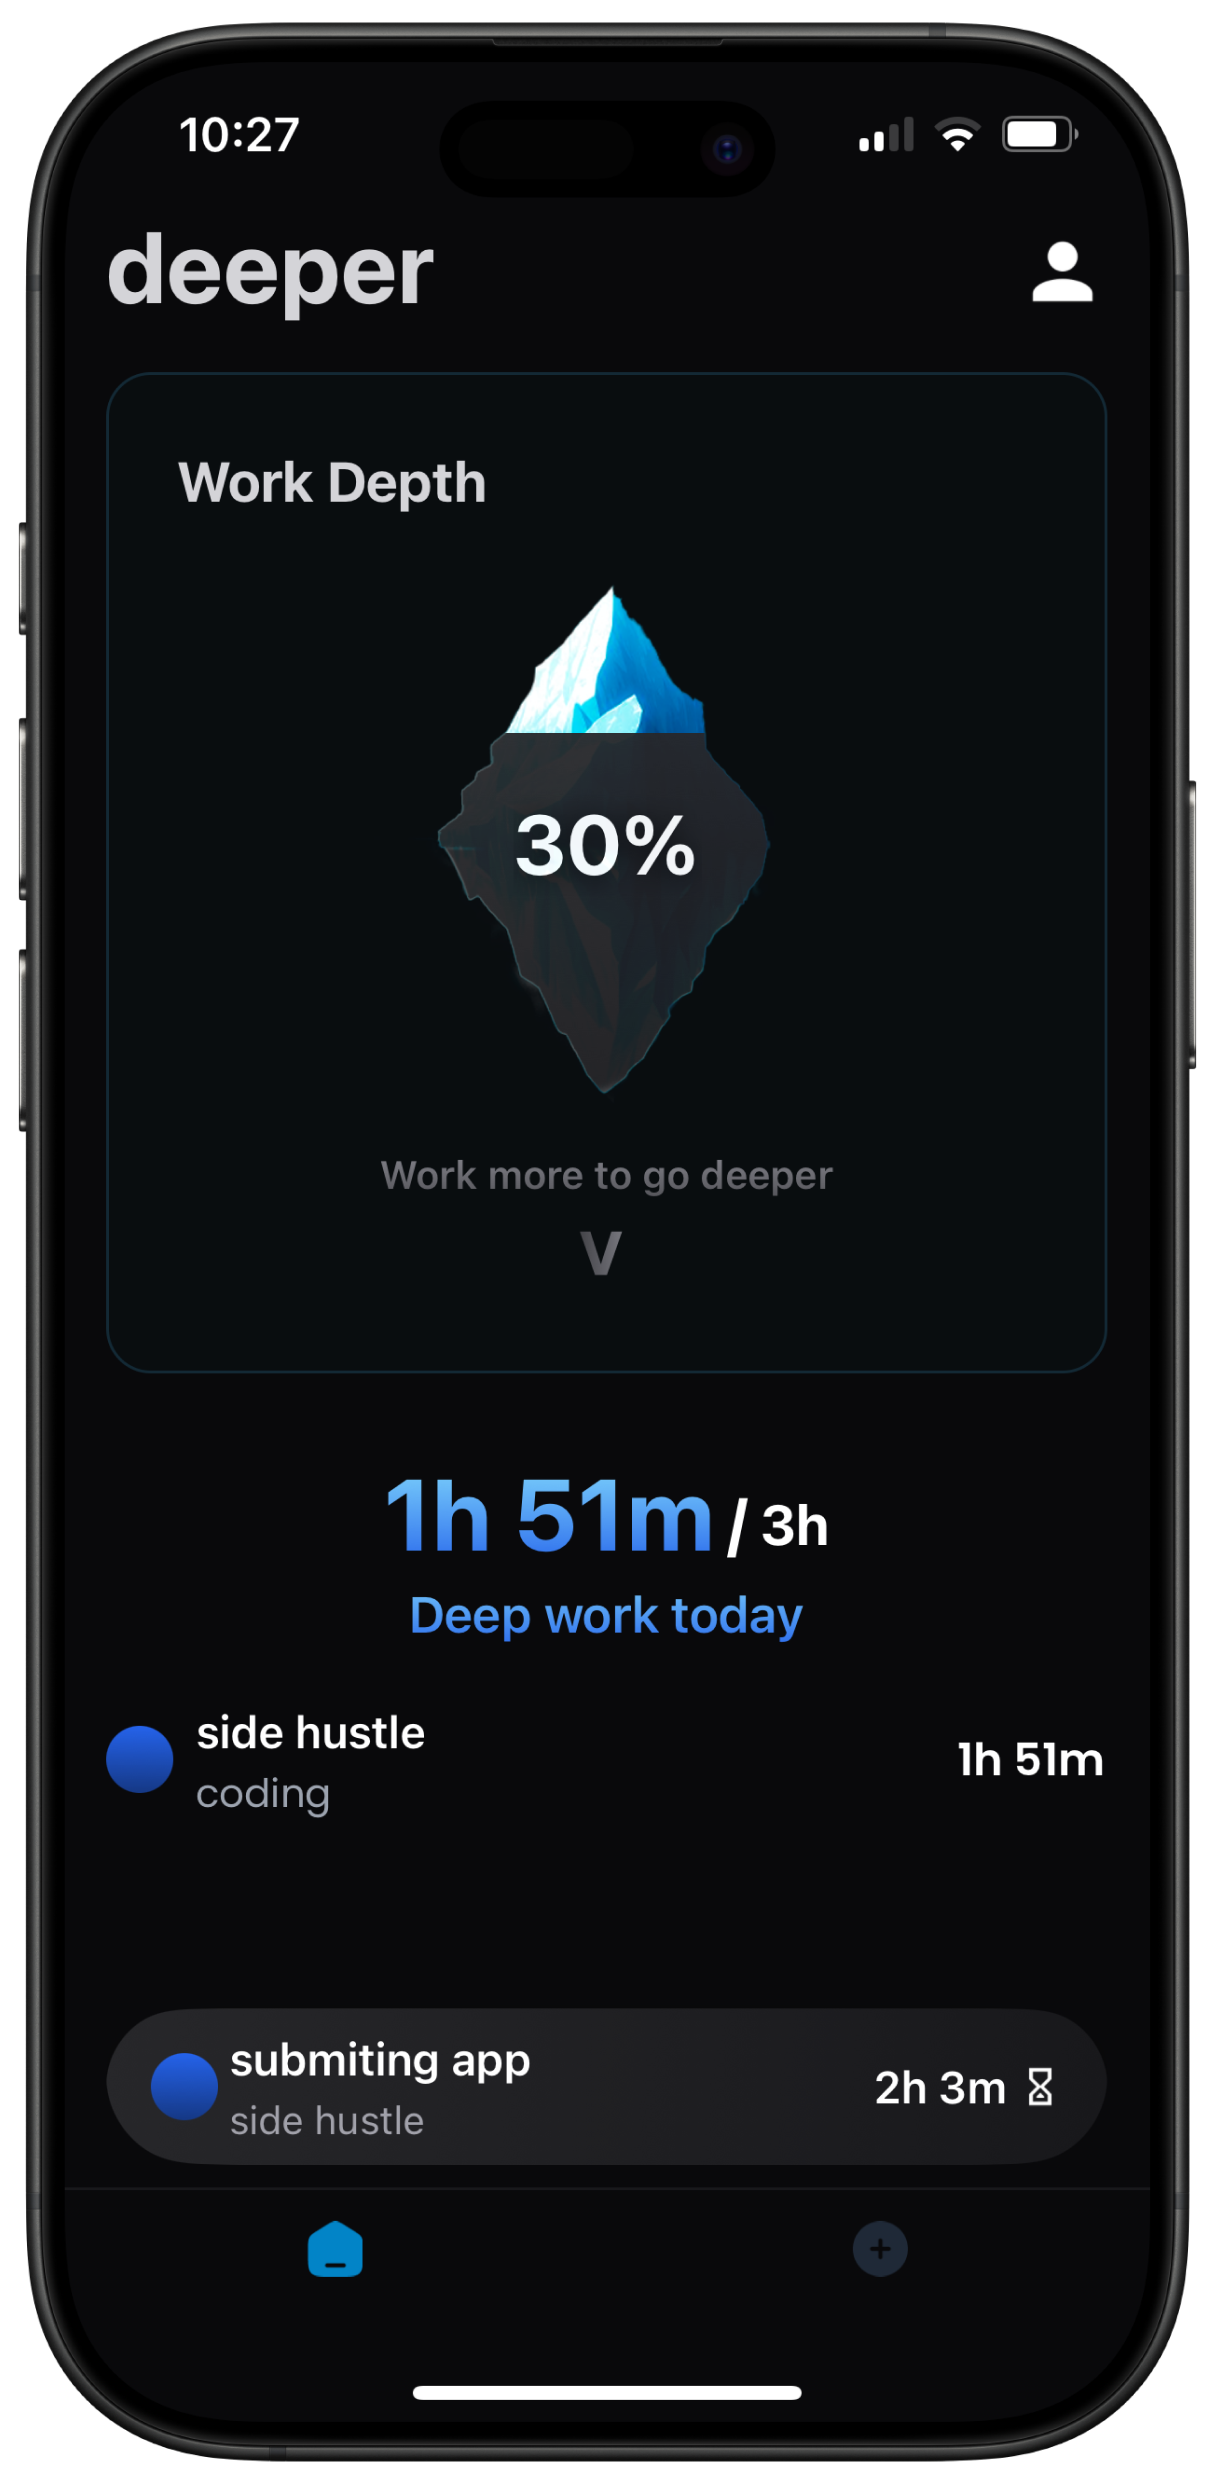 10:27
deeper
Work Depth
30%
Work more to go deeper
V
1h 51m / 3h
Deep work today
side hustle
coding
1h 51m
submiting app
side hustle
2h 3m